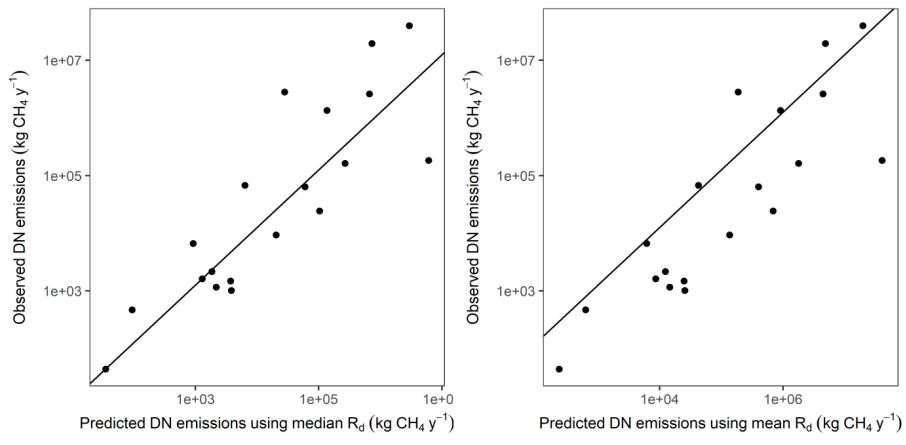 1e+07
1e+05
1e+03
Observed DN emissions (kg CH4 y−1)
1e+03 1e+05 1e+0
Predicted DN emissions using median Rd (kg CH4 y−1)
1e+07
1e+05
1e+03
Observed DN emissions (kg CH4 y−1)
1e+04 1e+06
Predicted DN emissions using mean Rd (kg CH4 y−1)